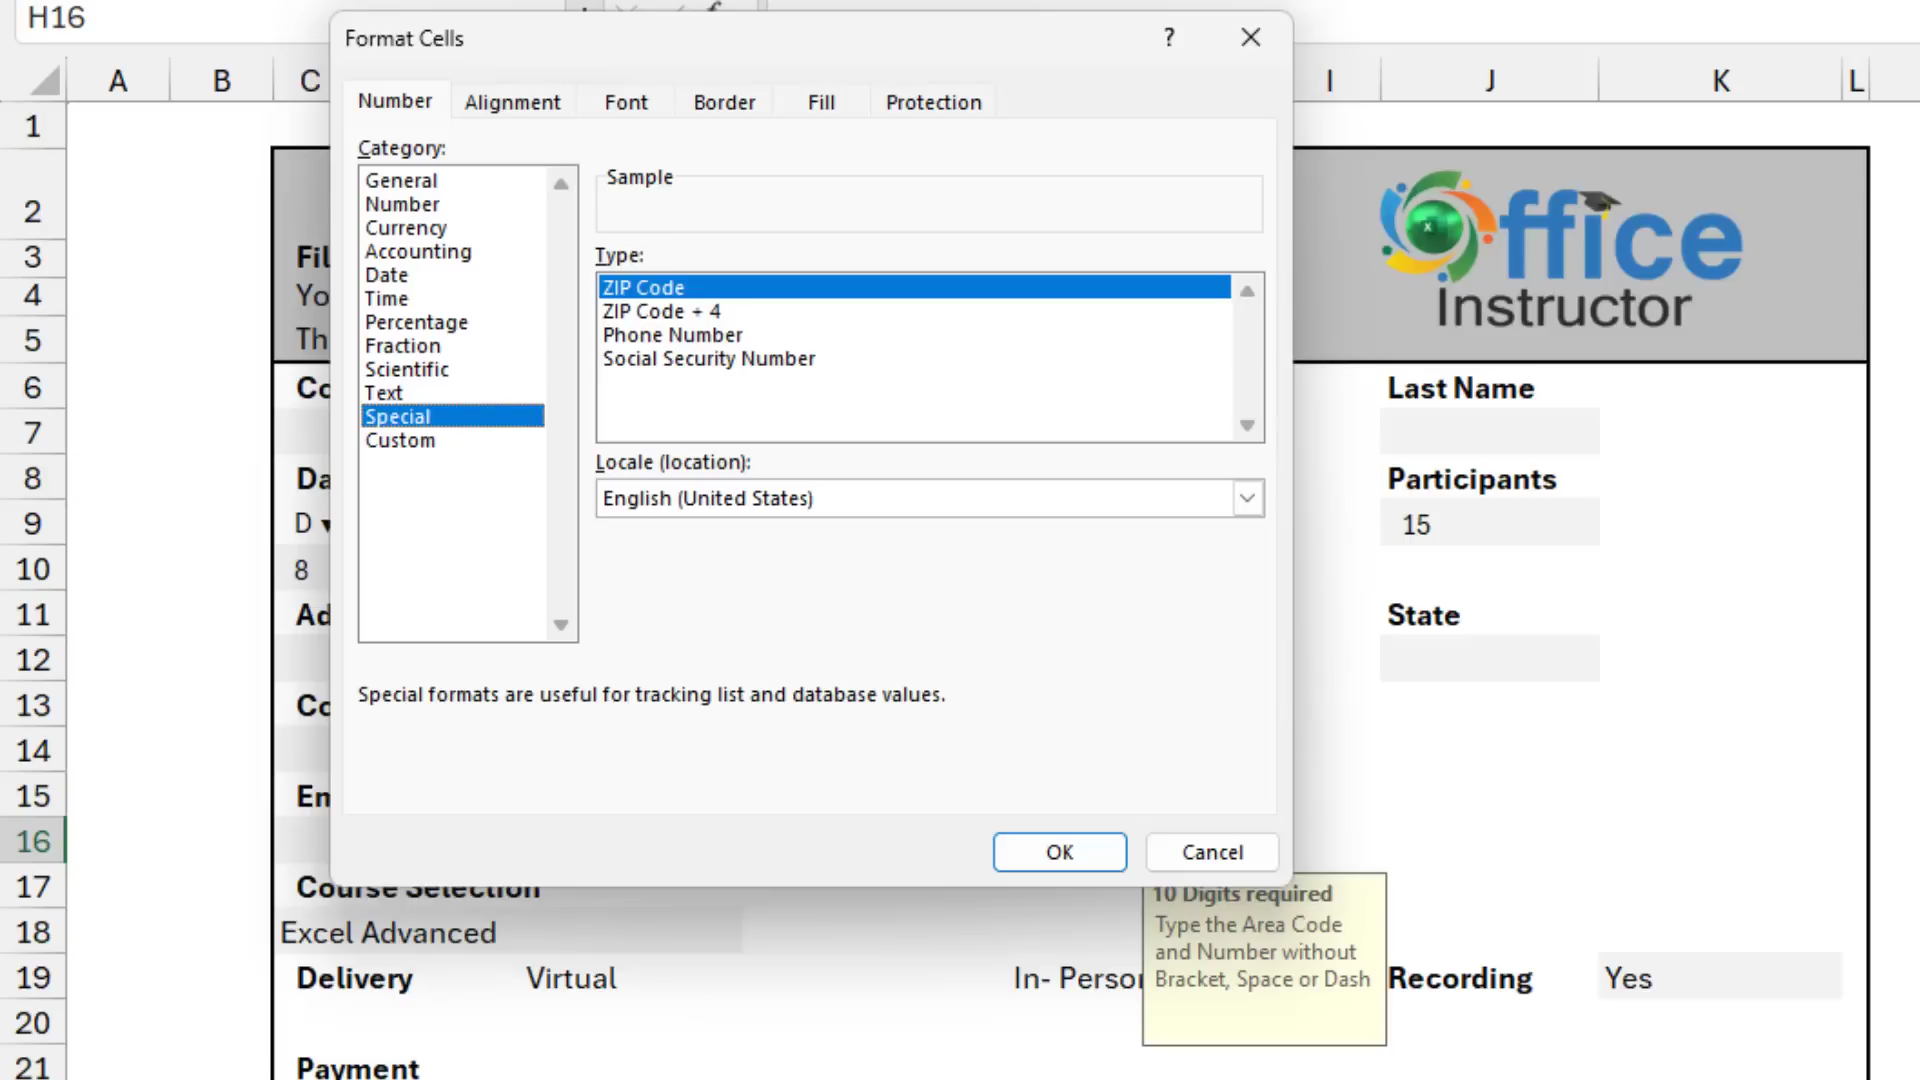 H16
Format Cells
?
A B C I J K L
Number Alignment Font Border Fill Protection
Category:
General
Number
Currency
Accounting
Date
Time
Percentage
Fraction
Scientific
Text
Special
Custom
Sample
Type:
ZIP Code
ZIP Code + 4
Phone Number
Social Security Number
Locale (location):
English (United States)
Special formats are useful for tracking list and database values.
OK Cancel
1
2
3 Fil
4 Yo
5 Th
Office
Instructor
6 Co Last Name
7
8 Da Participants
9 D 15
10 8
11 Ad State
12
13 Co
14
15 Em
16
17 Course Selection
10 Digits required
Type the Area Code
and Number without
Bracket, Space or Dash
18 Excel Advanced
19 Delivery Virtual In- Person Recording Yes
20
21 Payment